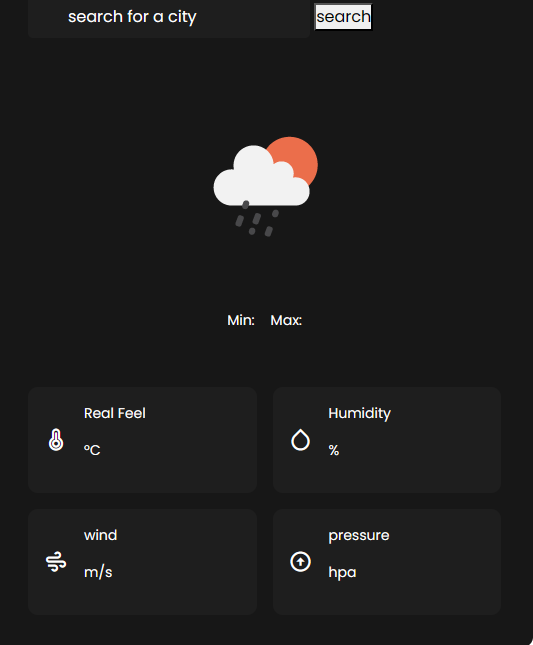 search for a city search
Min: Max:
Real Feel Humidity
°C %
wind pressure
m/s hpa